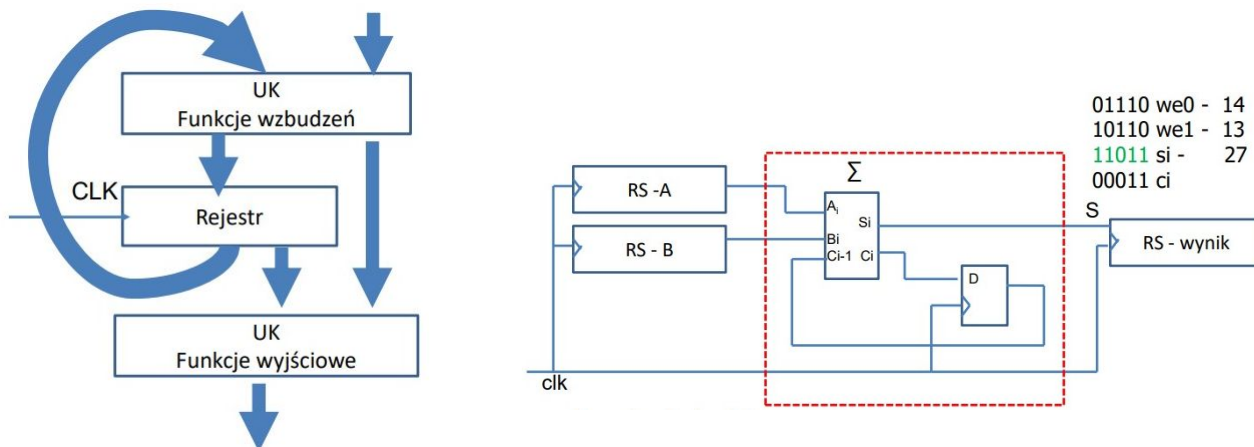 UK
Funkcje wzbudzeń
CLK
Rejestr
UK
Funkcje wyjściowe
01110 we0 - 14
10110 we1 - 13
11011 si - 27
00011 ci
Σ
RS -A
RS - B
Ai
Bi
Ci-1
Si
Ci
D
S
RS - wynik
clk